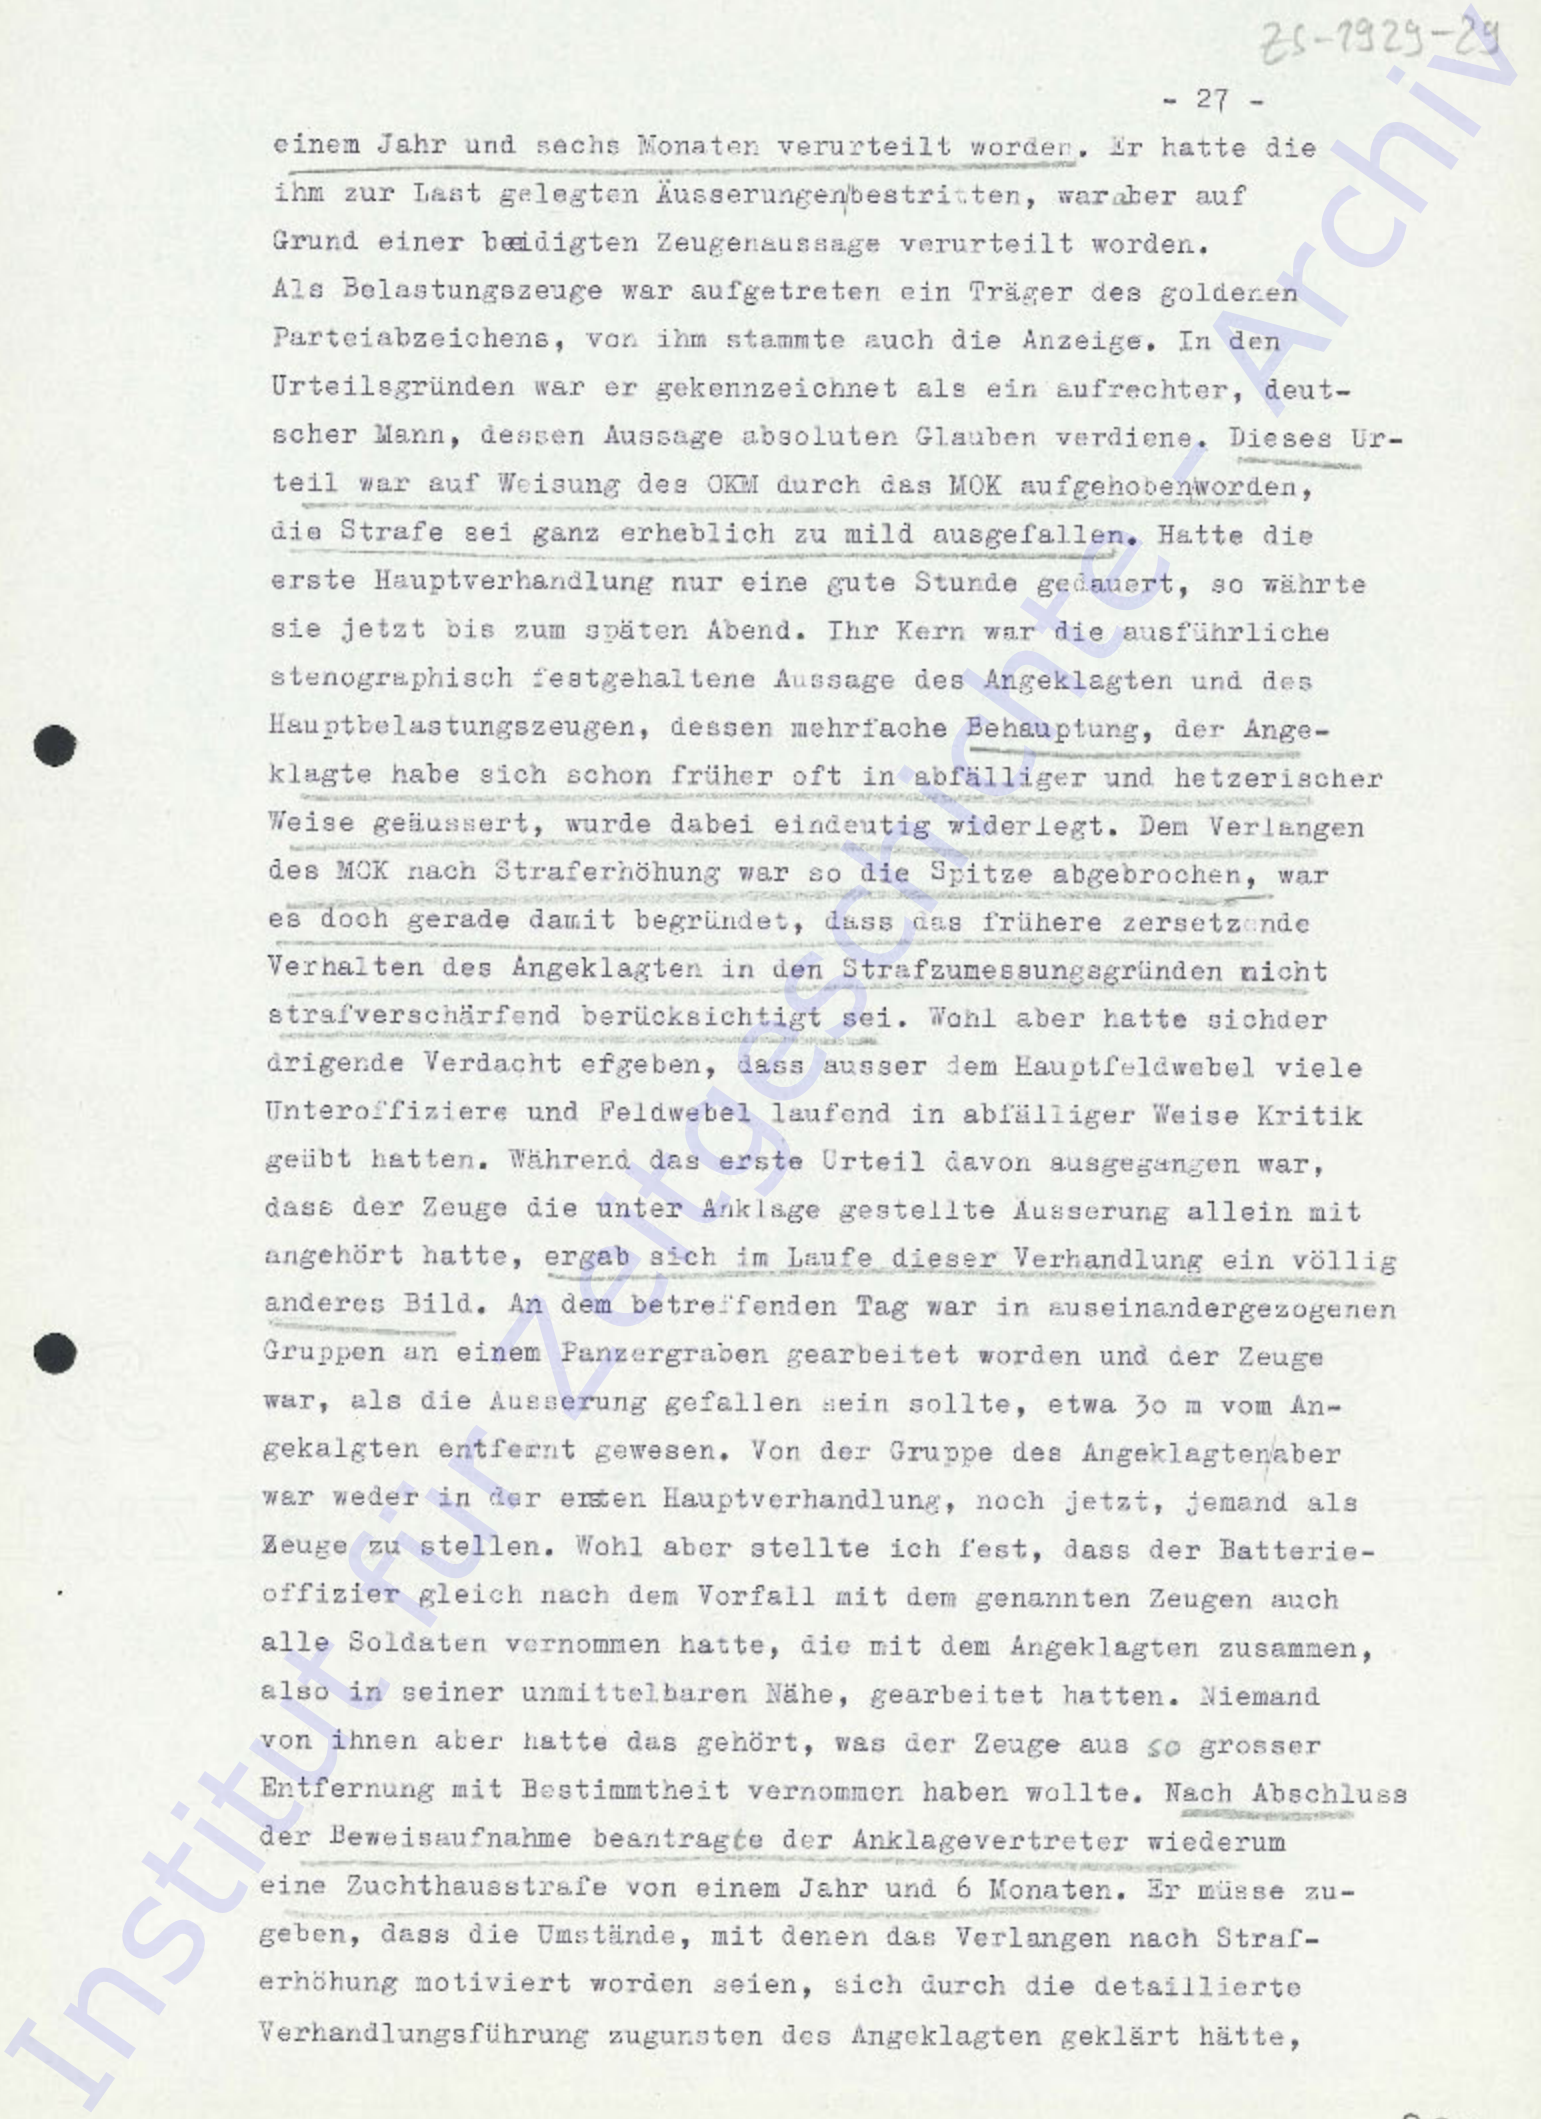 ZS-1929-29
- 27 -
einem Jahr und sechs Monaten verurteilt worden. Er hatte die
ihm zur Last gelegten Äusserungen/bestritten, war aber auf
Grund einer beeidigten Zeugenaussage verurteilt worden.
Als Belastungszeuge war aufgetreten ein Träger des goldenen
Parteiabzeichens, von ihm stammte auch die Anzeige. In den
Urteilsgründen war er gekennzeichnet als ein aufrechter, deut-
scher Mann, dessen Aussage absoluten Glauben verdiene. Dieses Ur-
teil war auf Weisung des OKM durch das MOK aufgehoben/worden,
die Strafe sei ganz erheblich zu mild ausgefallen. Hatte die
erste Hauptverhandlung nur eine gute Stunde gedauert, so währte
sie jetzt bis zum späten Abend. Ihr Kern war die ausführliche
stenographisch festgehaltene Aussage des Angeklagten und des
Hauptbelastungszeugen, dessen mehrfache Behauptung, der Ange-
klagte habe sich schon früher oft in abfälliger und hetzerischer
Weise geäussert, wurde dabei eindeutig widerlegt. Dem Verlangen
des MOK nach Straferhöhung war so die Spitze abgebrochen, war
es doch gerade damit begründet, dass das frühere zersetzende
Verhalten des Angeklagten in den Strafzumessungsgründen nicht
strafverschärfend berücksichtigt sei. Wohl aber hatte sichder
drigende Verdacht efgeben, dass ausser dem Hauptfeldwebel viele
Unteroffiziere und Feldwebel laufend in abfälliger Weise Kritik
geübt hatten. Während das erste Urteil davon ausgegangen war,
dass der Zeuge die unter Anklage gestellte Äusserung allein mit
angehört hatte, ergab sich im Laufe dieser Verhandlung ein völlig
anderes Bild. An dem betreffenden Tag war in auseinandergezogenen
Gruppen an einem Panzergraben gearbeitet worden und der Zeuge
war, als die Äusserung gefallen sein sollte, etwa 30 m vom An-
gekalgten entfernt gewesen. Von der Gruppe des Angeklagten/aber
war weder in der ersten Hauptverhandlung, noch jetzt, jemand als
Zeuge zu stellen. Wohl aber stellte ich fest, dass der Batterie-
offizier gleich nach dem Vorfall mit dem genannten Zeugen auch
alle Soldaten vernommen hatte, die mit dem Angeklagten zusammen,
also in seiner unmittelbaren Nähe, gearbeitet hatten. Niemand
von ihnen aber hatte das gehört, was der Zeuge aus so grosser
Entfernung mit Bestimmtheit vernommen haben wollte. Nach Abschluss
der Beweisaufnahme beantragte der Anklagevertreter wiederum
eine Zuchthausstrafe von einem Jahr und 6 Monaten. Er müsse zu-
geben, dass die Umstände, mit denen das Verlangen nach Straf-
erhöhung motiviert worden seien, sich durch die detaillierte
Verhandlungsführung zugunsten des Angeklagten geklärt hätte,
Institut für Zeitgeschichte - Archiv